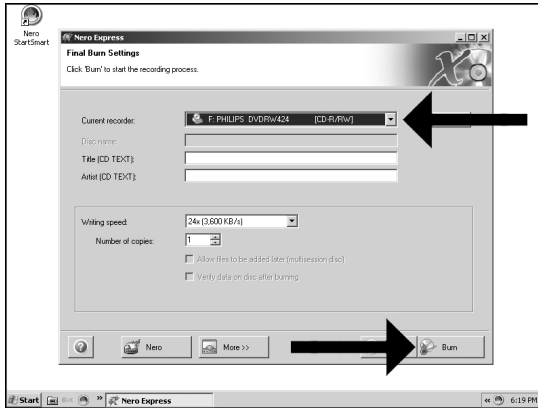 Nero
StartSmart
Nero Express
Final Burn Settings
Click 'Burn' to start the recording process.
Current recorder:
F: PHILIPS DVDRW424 [CD-R/RW]
Disc name:
Title (CD TEXT):
Artist (CD TEXT):
Writing speed:
24x (3,600 KB/s)
Number of copies:
1
Allow files to be added later (multisession disc)
Verify data on disc after burning
Nero
More >>
Burn
Start
»
Nero Express
«
6:19 PM